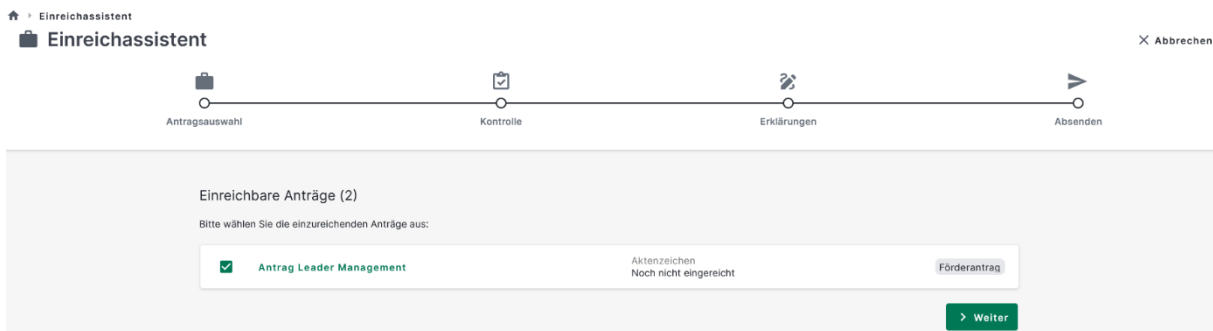 Einreichassistent
Einreichassistent
Abbrechen
Antragsauswahl Kontrolle Erklärungen Absenden
Einreichbare Anträge (2)
Bitte wählen Sie die einzureichenden Anträge aus:
Aktenzeichen
Antrag Leader Management Noch nicht eingereicht Förderantrag
Weiter